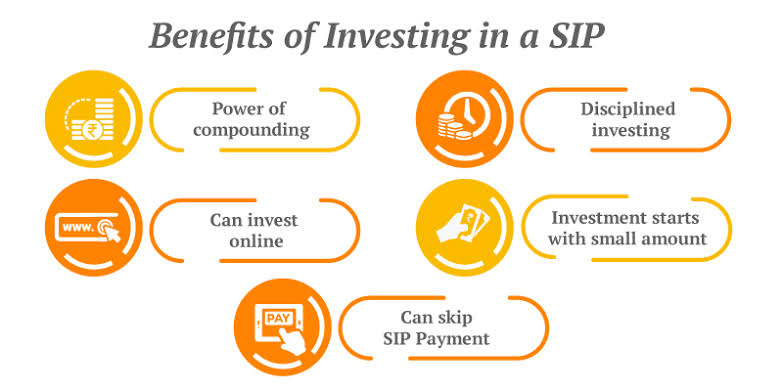 Benefits of Investing in a SIP
Power of
compounding
Disciplined
investing
www.
Can invest
online
₹
Investment starts
with small amount
PAY
Can skip
SIP Payment